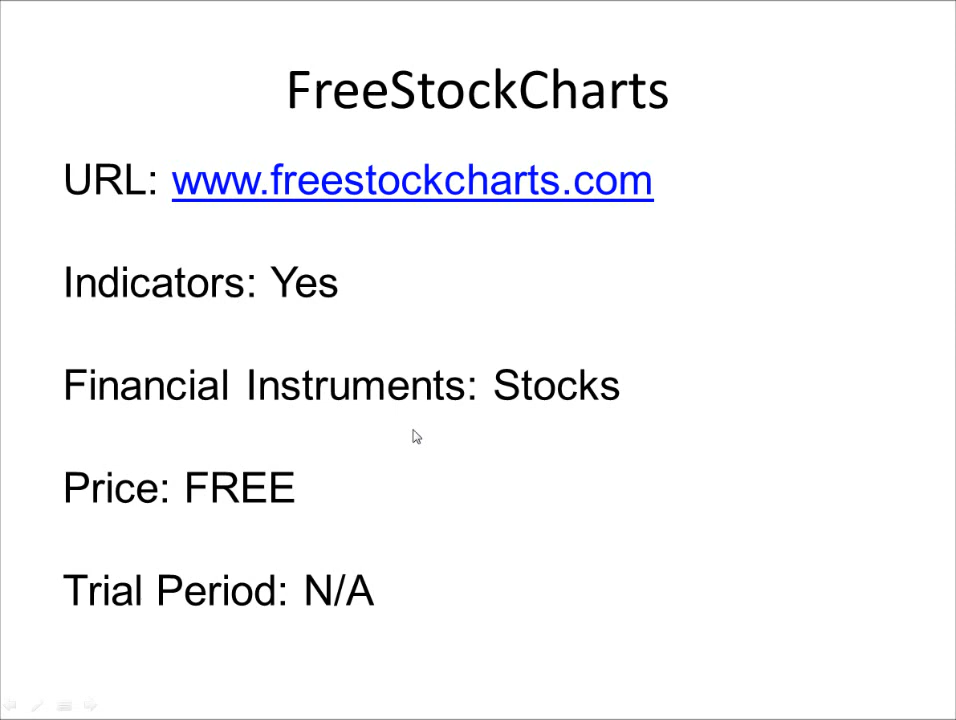 FreeStockCharts
URL: www.freestockcharts.com
Indicators: Yes
Financial Instruments: Stocks
Price: FREE
Trial Period: N/A